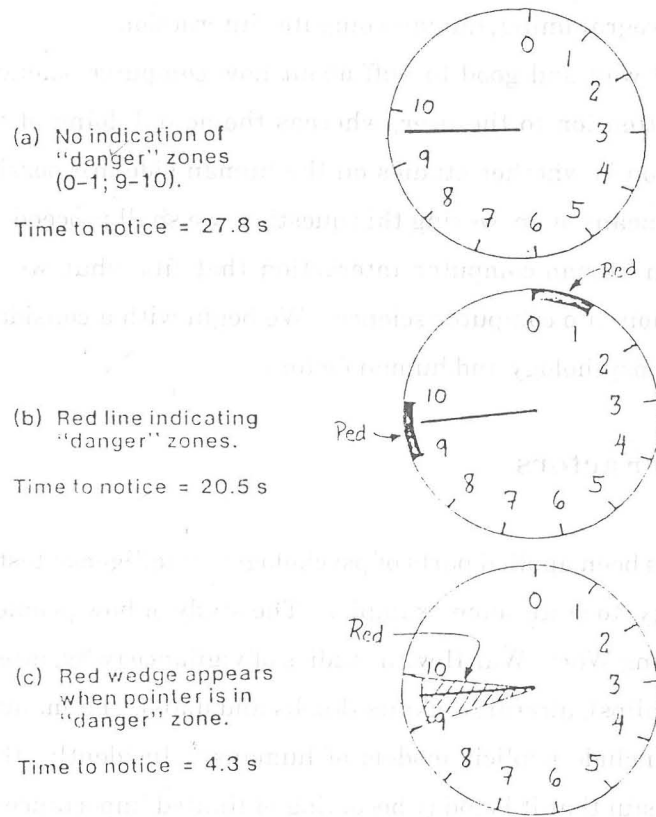 (a) No indication of
"danger" zones
(0-1; 9-10).
Time to notice = 27.8 s
0
1
2
3
4
5
6
7
8
9
10
(b) Red line indicating
"danger" zones.
Time to notice = 20.5 s
Red
Red
0
1
2
3
4
5
6
7
8
9
10
(c) Red wedge appears
when pointer is in
"danger" zone.
Time to notice = 4.3 s
Red
0
1
2
3
4
5
6
7
8
9
10